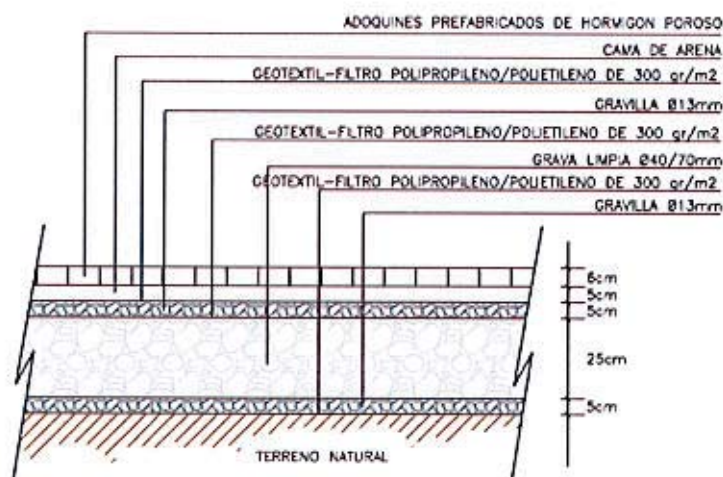 ADOQUINES PREFABRICADOS DE HORMIGON POROSO
CAMA DE ARENA
GEOTEXTIL-FILTRO POLIPROPILENO/POLIETILENO DE 300 gr/m2
GRAVILLA Ø13mm
GEOTEXTIL-FILTRO POLIPROPILENO/POLIETILENO DE 300 gr/m2
GRAVA LIMPIA Ø40/70mm
GEOTEXTIL-FILTRO POLIPROPILENO/POLIETILENO DE 300 gr/m2
GRAVILLA Ø13mm
6cm
5cm
5cm
25cm
5cm
TERRENO NATURAL